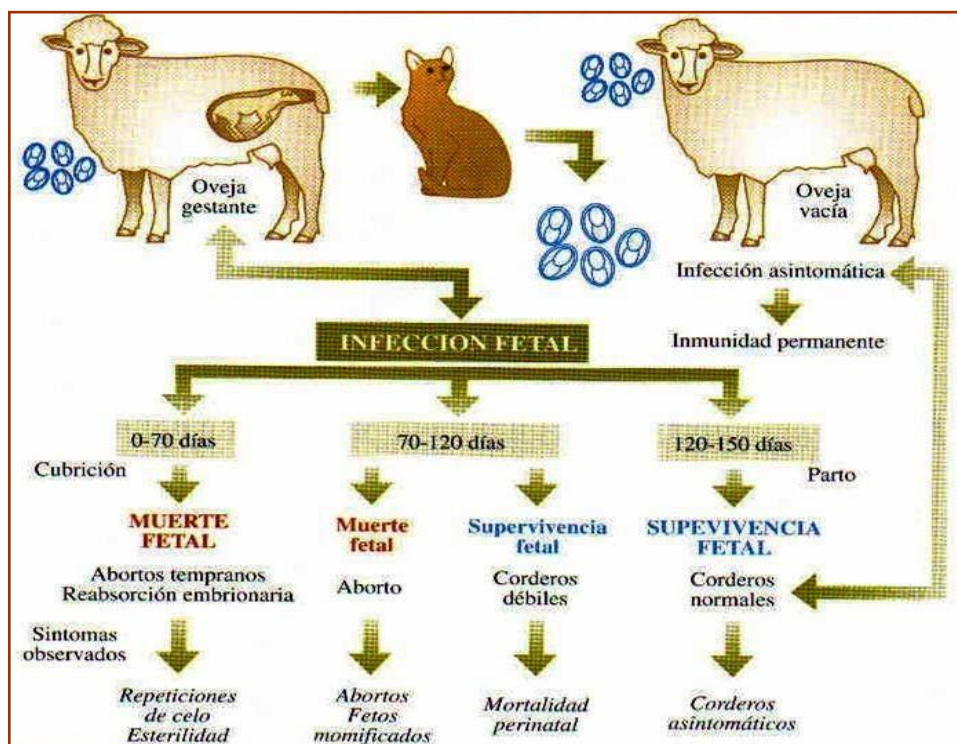 Oveja
gestante
Oveja
vacía
Infección asintomática
Inmunidad permanente
INFECCION FETAL
0-70 días
70-120 días
120-150 días
Cubrición
Parto
MUERTE
FETAL
Muerte
fetal
Supervivencia
fetal
SUPEVIVENCIA
FETAL
Abortos tempranos
Reabsorción embrionaria
Aborto
Corderos
débiles
Corderos
normales
Síntomas
observados
Repeticiones
de celo
Esterilidad
Abortos
Fetos
momificados
Mortalidad
perinatal
Corderos
asintomáticos